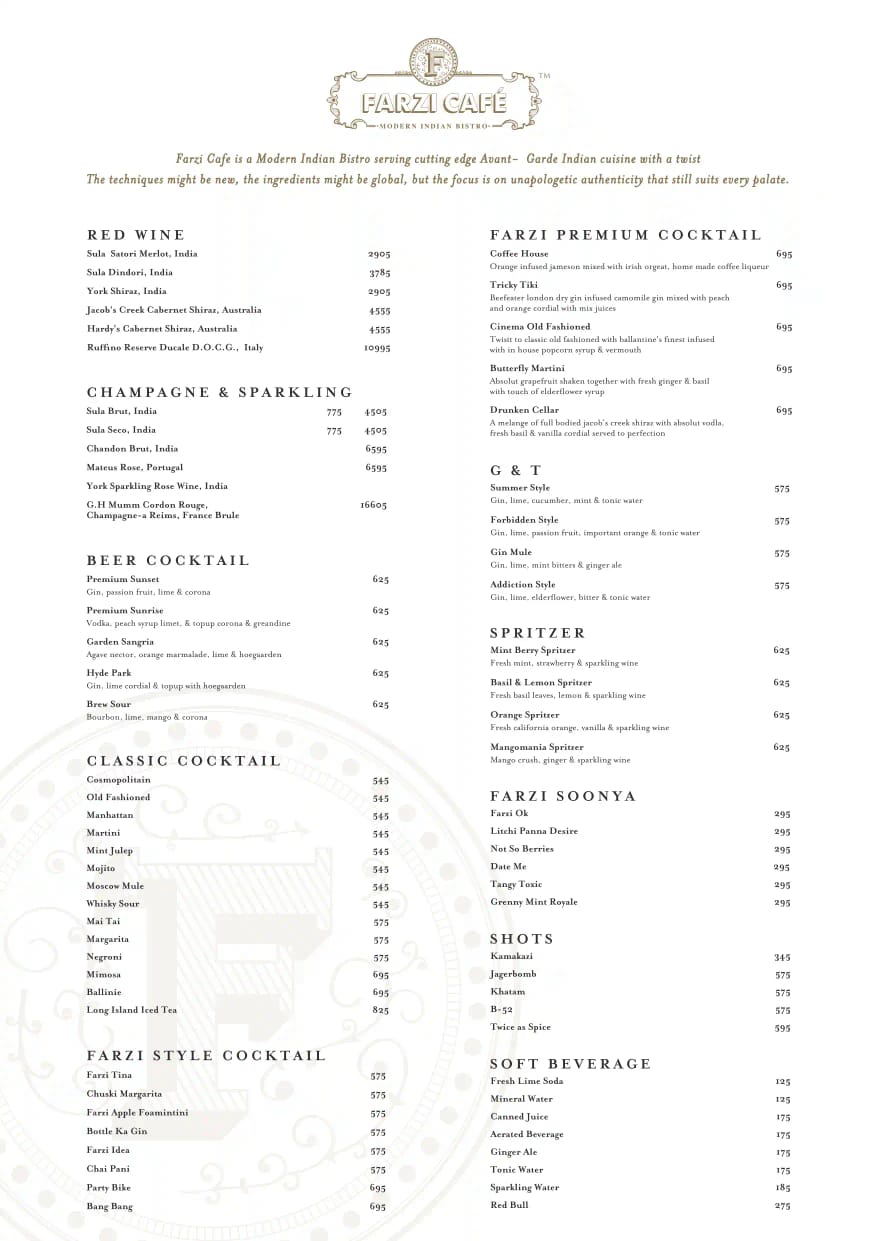 F
FARZI CAFÉ
TM
·MODERN INDIAN BISTRO·
Farzi Cafe is a Modern Indian Bistro serving cutting edge Avant- Garde Indian cuisine with a twist
The techniques might be new, the ingredients might be global, but the focus is on unapologetic authenticity that still suits every palate.
RED WINE
Sula Satori Merlot, India 2905
Sula Dindori, India 3785
York Shiraz, India 2905
Jacob's Creek Cabernet Shiraz, Australia 4555
Hardy's Cabernet Shiraz, Australia 4555
Ruffino Reserve Ducale D.O.C.G., Italy 10995
CHAMPAGNE & SPARKLING
Sula Brut, India 775 4505
Sula Seco, India 775 4505
Chandon Brut, India 6595
Mateus Rose, Portugal 6595
York Sparkling Rose Wine, India
G.H Mumm Cordon Rouge, 16605
Champagne-a Reims, France Brule
BEER COCKTAIL
Premium Sunset 625
Gin, passion fruit, lime & corona
Premium Sunrise 625
Vodka, peach syrup limet, & topup corona & greandine
Garden Sangria 625
Agave nector, orange marmalade, lime & hoeguarden
Hyde Park 625
Gin, lime cordial & topup with hoegaarden
Brew Sour 625
Bourbon, lime, mango & corona
CLASSIC COCKTAIL
Cosmopolitain 545
Old Fashioned 545
Manhattan 545
Martini 545
Mint Julep 545
Mojito 545
Moscow Mule 545
Whisky Sour 545
Mai Tai 575
Margarita 575
Negroni 575
Mimosa 695
Ballinie 695
Long Island Iced Tea 825
FARZI STYLE COCKTAIL
Farzi Tina 575
Chuski Margarita 575
Farzi Apple Foamintini 575
Bottle Ka Gin 575
Farzi Idea 575
Chai Pani 575
Party Bike 695
Bang Bang 695
FARZI PREMIUM COCKTAIL
Coffee House 695
Orange infused jameson mixed with irish orgeat, home made coffee liqueur
Tricky Tiki 695
Beefeater london dry gin infused camomile gin mixed with peach
and orange cordial with mix juices
Cinema Old Fashioned 695
Twisit to classic old fashioned with ballantine's finest infused
with in house popcorn syrup & vermouth
Butterfly Martini 695
Absolut grapefruit shaken together with fresh ginger & basil
with touch of elderflower syrup
Drunken Cellar 695
A melange of full bodied jacob's creek shiraz with absolut vodla,
fresh basil & vanilla cordial served to perfection
G & T
Summer Style 575
Gin, lime, cucumber, mint & tonic water
Forbidden Style 575
Gin, lime, passion fruit, important orange & tonic water
Gin Mule 575
Gin, lime, mint bitters & ginger ale
Addiction Style 575
Gin, lime, elderflower, bitter & tonic water
SPRITZER
Mint Berry Spritzer 625
Fresh mint, strawberry & sparkling wine
Basil & Lemon Spritzer 625
Fresh basil leaves, lemon & sparkling wine
Orange Spritzer 625
Fresh california orange, vanilla & sparkling wine
Mangomania Spritzer 625
Mango crush, ginger & sparkling wine
FARZI SOONYA
Farzi Ok 295
Litchi Panna Desire 295
Not So Berries 295
Date Me 295
Tangy Toxic 295
Grenny Mint Royale 295
SHOTS
Kamakazi 345
Jagerbomb 575
Khatam 575
B-52 575
Twice as Spice 595
SOFT BEVERAGE
Fresh Lime Soda 125
Mineral Water 125
Canned Juice 175
Aerated Beverage 175
Ginger Ale 175
Tonic Water 175
Sparkling Water 185
Red Bull 275